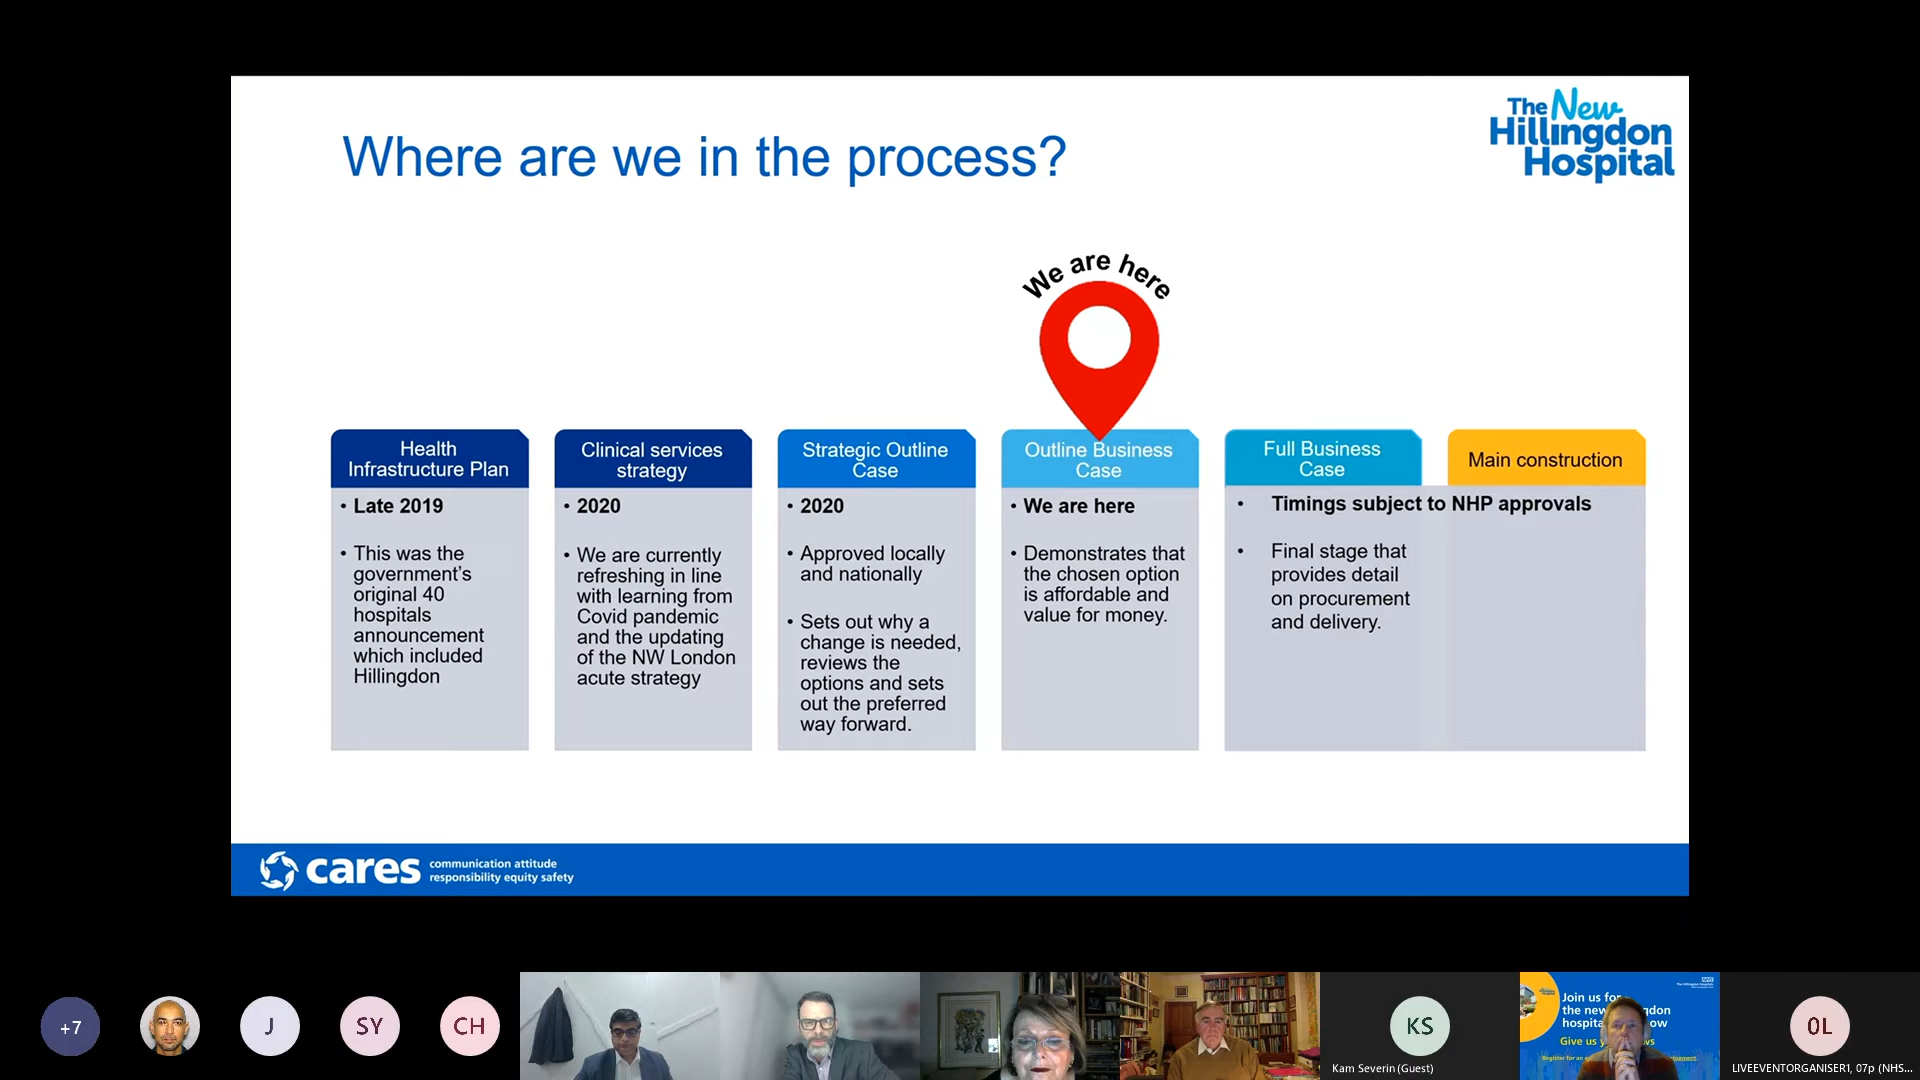 Where are we in the process?
The New
Hillingdon
Hospital
We are here
Health
Infrastructure Plan
• Late 2019
• This was the
government's
original 40
hospitals
announcement
which included
Hillingdon
Clinical services
strategy
• 2020
• We are currently
refreshing in line
with learning from
Covid pandemic
and the updating
of the NW London
acute strategy
Strategic Outline
Case
• 2020
• Approved locally
and nationally
• Sets out why a
change is needed,
reviews the
options and sets
out the preferred
way forward.
Outline Business
Case
• We are here
• Demonstrates that
the chosen option
is affordable and
value for money.
Full Business
Case
Main construction
• Timings subject to NHP approvals
• Final stage that
provides detail
on procurement
and delivery.
cares
communication attitude
responsibility equity safety
+7
J
SY
CH
KS
Kam Severin (Guest)
Join us for
the new
hospital
Give us
0L
LIVEEVENTORGANISER1, 07p (NHS...